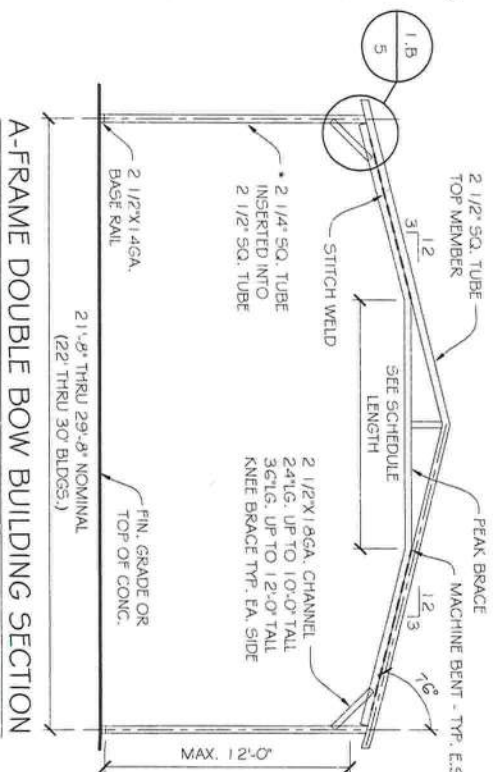 1.B
5
2 1/2" SQ. TUBE
TOP MEMBER
12
3
STITCH WELD
* 2 1/4" SQ. TUBE
INSERTED INTO
2 1/2" SQ. TUBE
2 1/2"X14GA.
BASE RAIL
SEE SCHEDULE
LENGTH
PEAK BRACE
MACHINE BENT - TYP. E.S
12
3
76°
2 1/2"X18GA. CHANNEL
24"LG. UP TO 10'-0" TALL
36"LG. UP TO 12'-0" TALL
KNEE BRACE TYP. EA. SIDE
MAX. 12'-0"
FIN. GRADE OR
TOP OF CONC.
21'-8" THRU 29'-8" NOMINAL
(22' THRU 30' BLDGS.)
A-FRAME DOUBLE BOW BUILDING SECTION